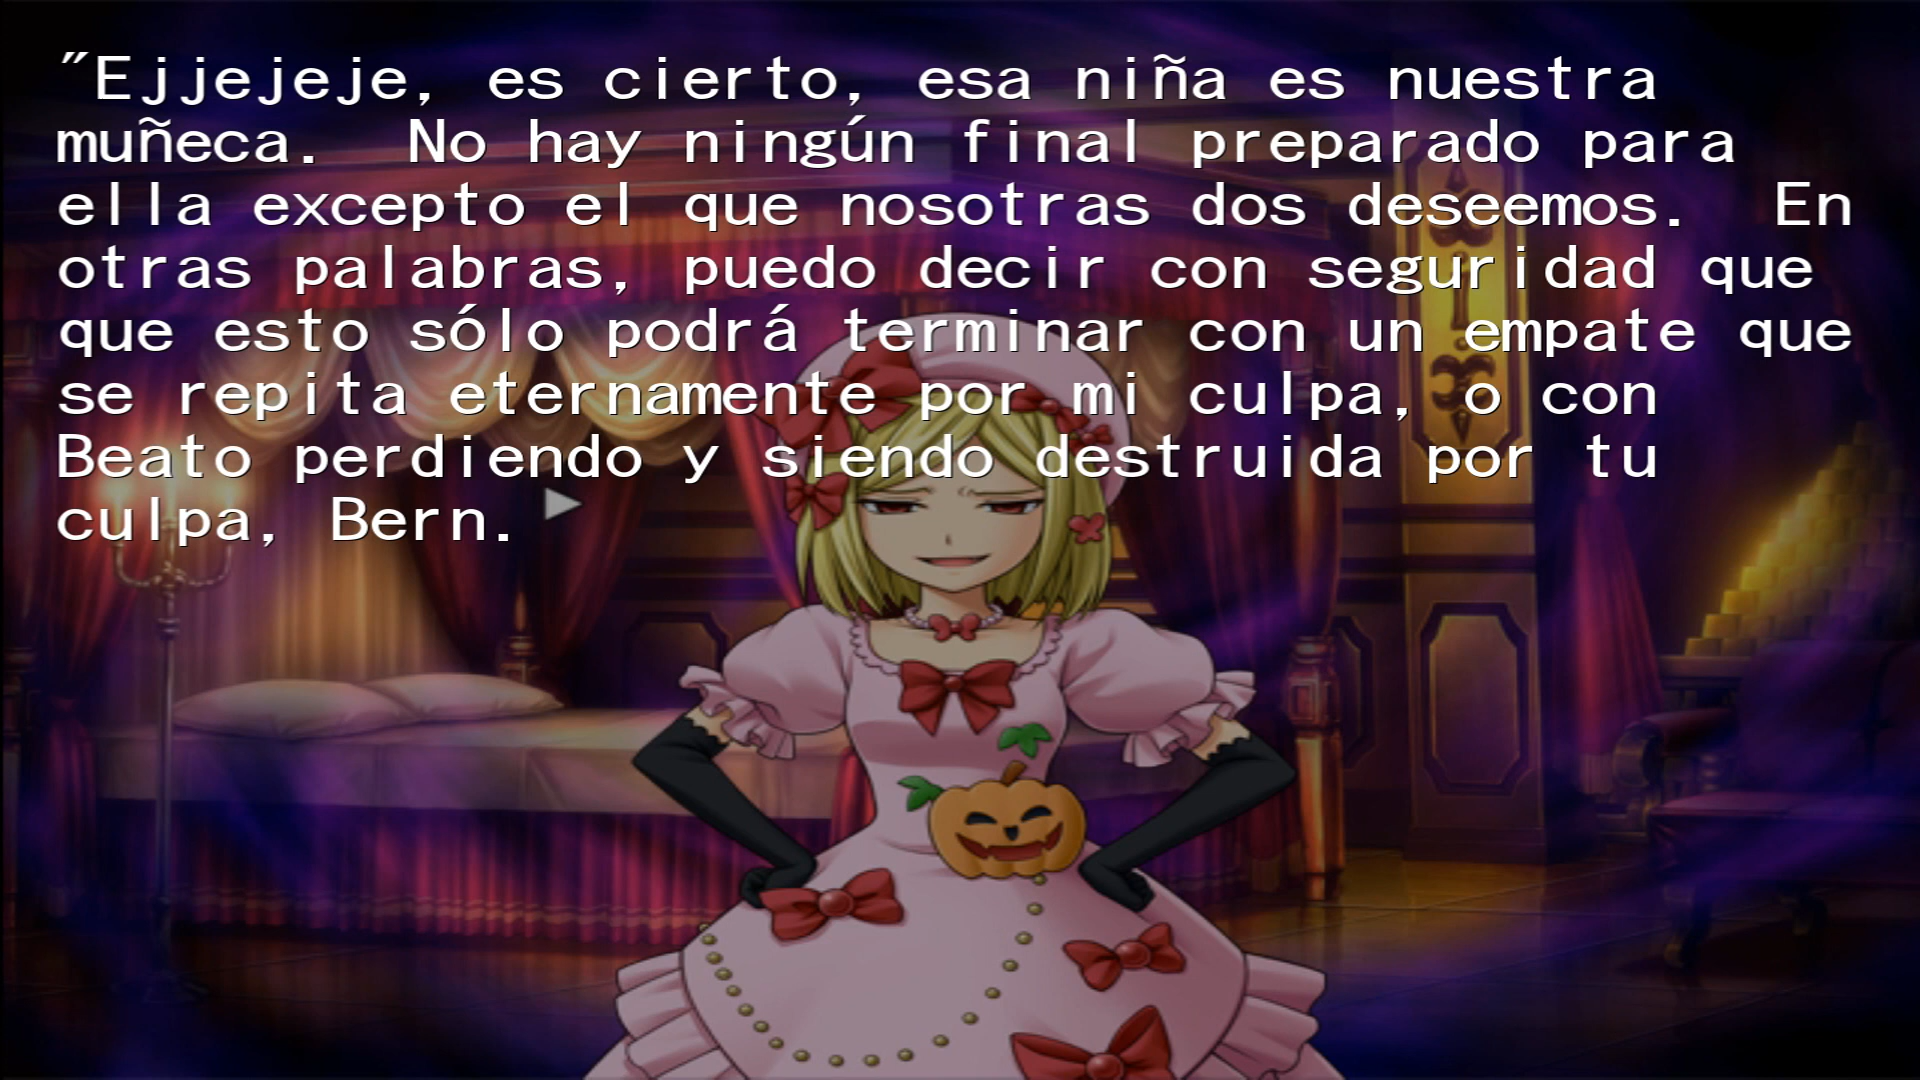 "Ejjejeje, es cierto, esa niña es nuestra
muñeca.  No hay ningún final preparado para
ella excepto el que nosotras dos deseemos.  En
otras palabras, puedo decir con seguridad que
que esto sólo podrá terminar con un empate que
se repita eternamente por mi culpa, o con
Beato perdiendo y siendo destruida por tu
culpa, Bern.